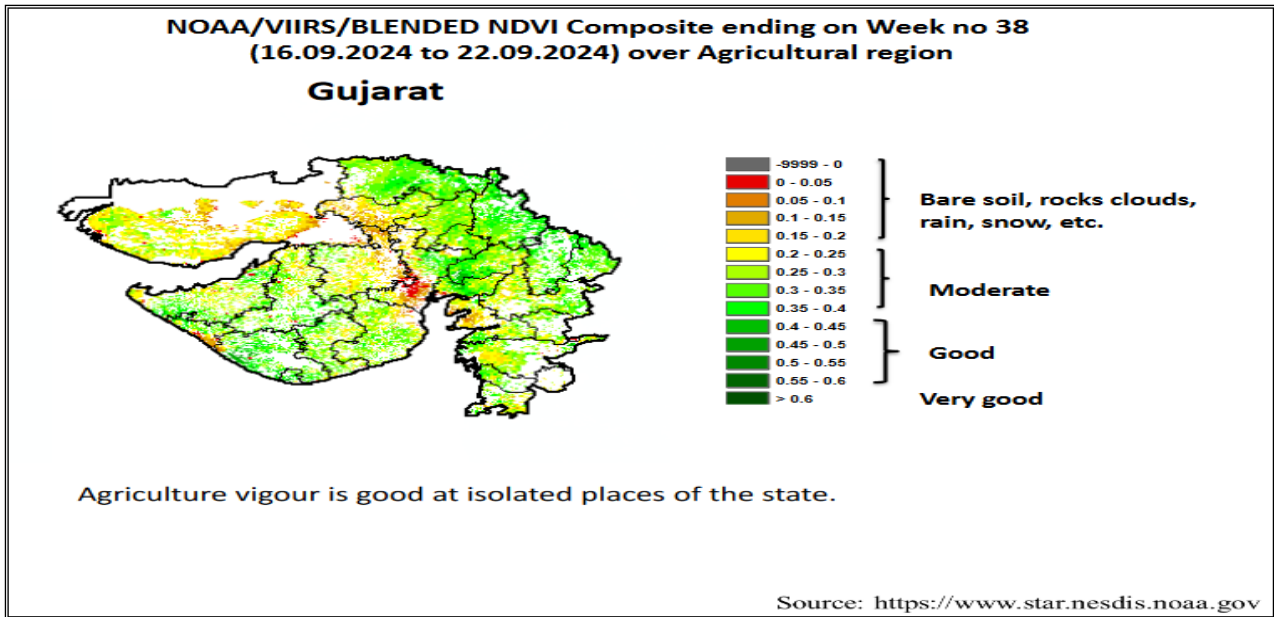 NOAA/VIIRS/BLENDED NDVI Composite ending on Week no 38
(16.09.2024 to 22.09.2024) over Agricultural region
Gujarat
-9999 - 0
0 - 0.05
0.05 - 0.1
0.1 - 0.15
0.15 - 0.2
0.2 - 0.25
0.25 - 0.3
0.3 - 0.35
0.35 - 0.4
0.4 - 0.45
0.45 - 0.5
0.5 - 0.55
0.55 - 0.6
> 0.6
Bare soil, rocks clouds,
rain, snow, etc.
Moderate
Good
Very good
Agriculture vigour is good at isolated places of the state.
Source: https://www.star.nesdis.noaa.gov